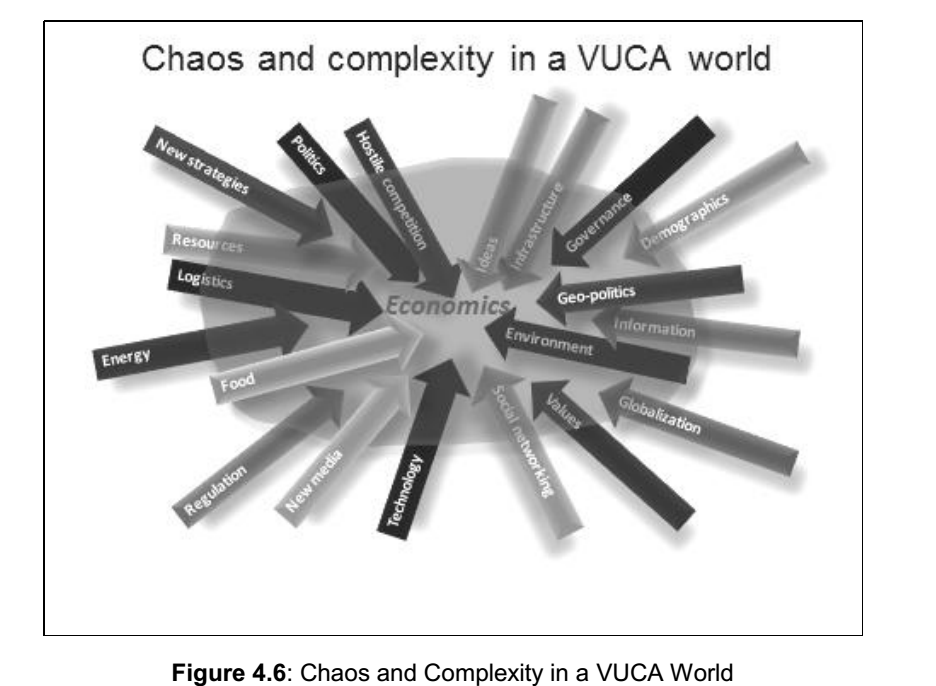 Chaos and complexity in a VUCA world
New strategies
Politics
Hostile competition
Ideas
Infrastructure
Governance
Demographics
Resources
Logistics
Economics
Geo-politics
Information
Environment
Energy
Food
Regulation
New media
Technology
Social networking
Values
Globalization
Figure 4.6: Chaos and Complexity in a VUCA World